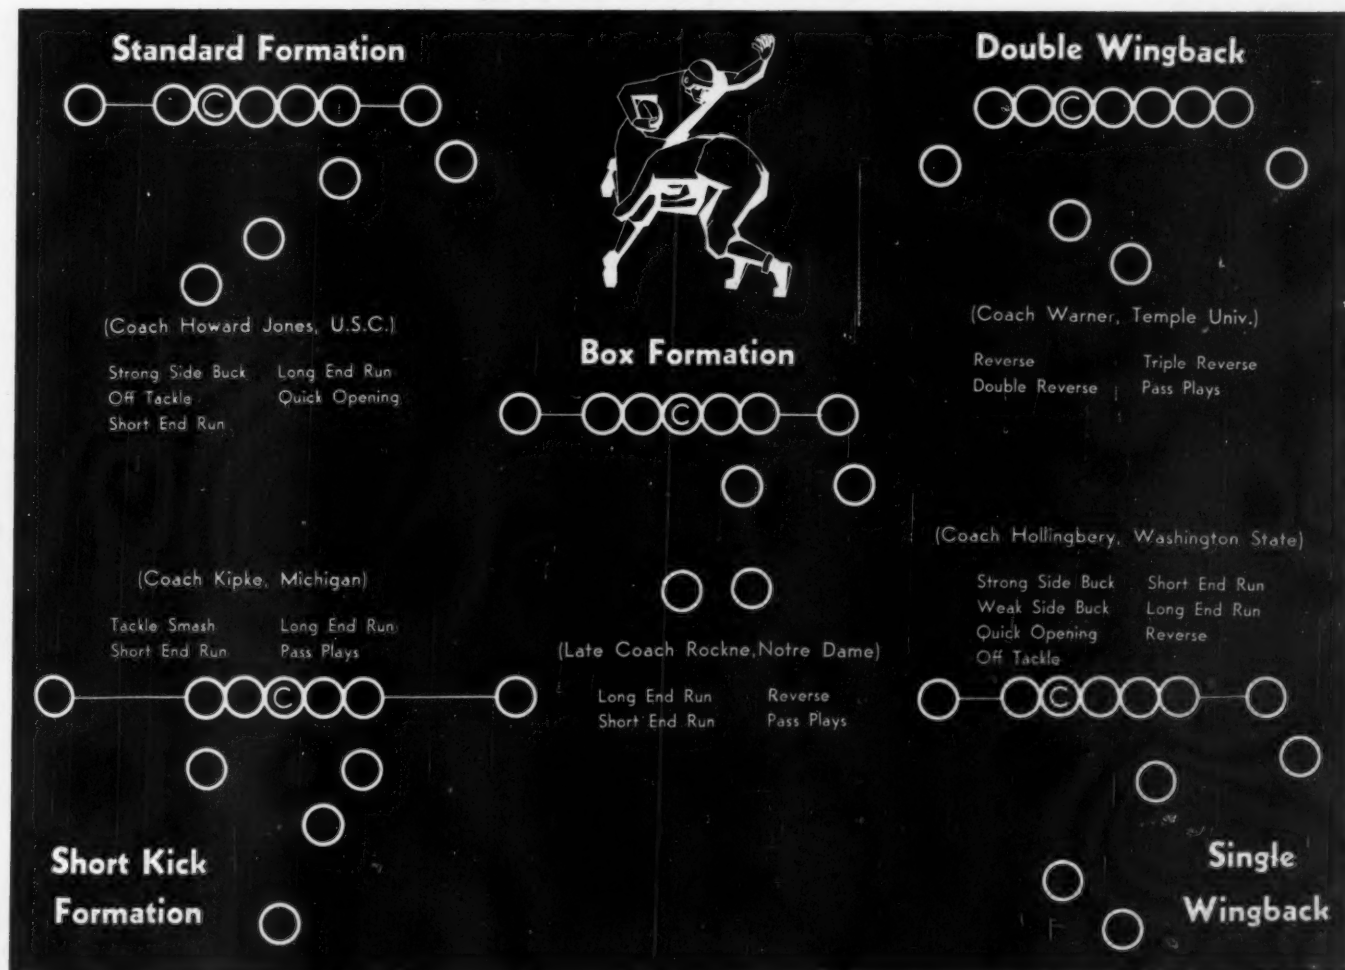 Standard Formation
C
(Coach Howard Jones, U.S.C.)
Strong Side Buck Long End Run
Off Tackle Quick Opening
Short End Run
Double Wingback
C
(Coach Warner, Temple Univ.)
Reverse Triple Reverse
Double Reverse Pass Plays
Box Formation
C
(Late Coach Rockne, Notre Dame)
Long End Run Reverse
Short End Run Pass Plays
(Coach Kipke, Michigan)
Tackle Smash Long End Run
Short End Run Pass Plays
C
Short Kick
Formation
(Coach Hollingbery, Washington State)
Strong Side Buck Short End Run
Weak Side Buck Long End Run
Quick Opening Reverse
Off Tackle
C
Single
Wingback